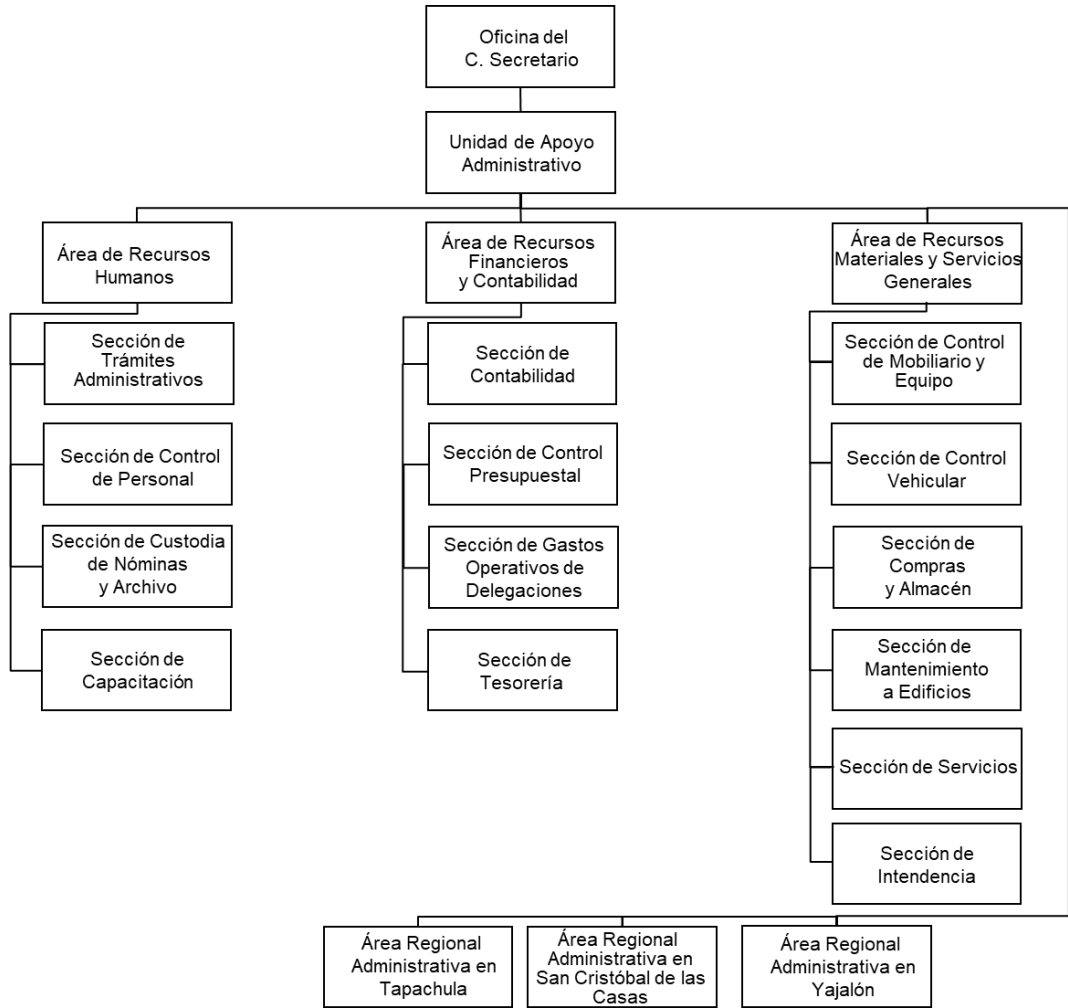 Oficina del
C. Secretario
Unidad de Apoyo
Administrativo
Área de Recursos
Humanos
Área de Recursos
Financieros
y Contabilidad
Área de Recursos
Materiales y Servicios
Generales
Sección de
Trámites
Administrativos
Sección de Control
de Personal
Sección de Custodia
de Nóminas
y Archivo
Sección de
Capacitación
Sección de
Contabilidad
Sección de Control
Presupuestal
Sección de Gastos
Operativos de
Delegaciones
Sección de
Tesorería
Sección de Control
de Mobiliario y
Equipo
Sección de Control
Vehicular
Sección de
Compras
y Almacén
Sección de
Mantenimiento
a Edificios
Sección de Servicios
Sección de
Intendencia
Área Regional
Administrativa en
Tapachula
Área Regional
Administrativa en
San Cristóbal de las
Casas
Área Regional
Administrativa en
Yajalón